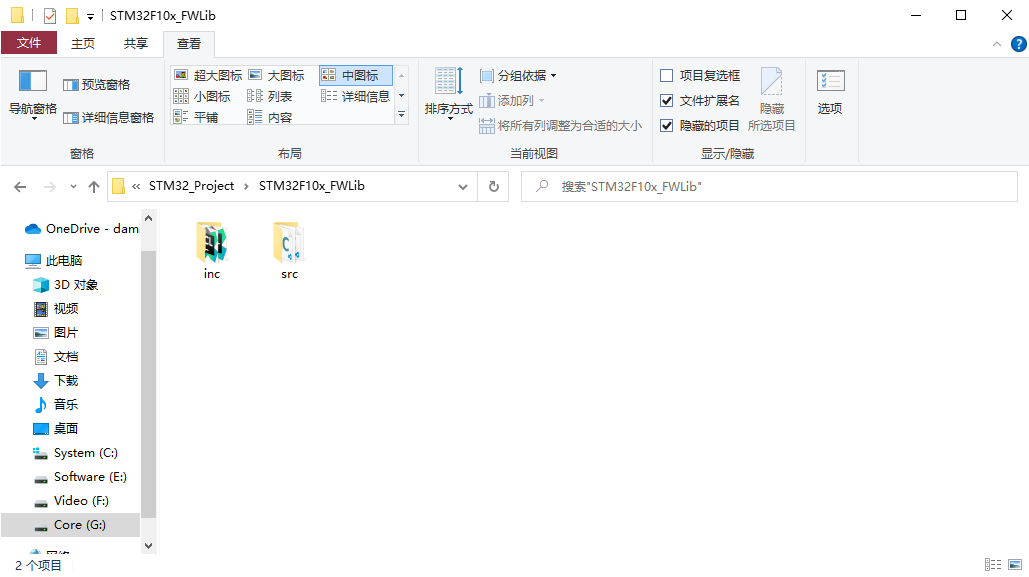 STM32F10x_FWLib
文件 主页 共享 查看
导航窗格 预览窗格 详细信息窗格
窗格
超大图标 大图标 中图标
小图标 列表 详细信息
平铺 内容
布局
排序方式 分组依据
添加列
将所有列调整为合适的大小
当前视图
项目复选框
文件扩展名
隐藏的项目
隐藏
所选项目
显示/隐藏
选项
« STM32_Project › STM32F10x_FWLib
搜索"STM32F10x_FWLib"
OneDrive - dam
此电脑
3D 对象
视频
图片
文档
下载
音乐
桌面
System (C:)
Software (E:)
Video (F:)
Core (G:)
网络
inc
src
2 个项目